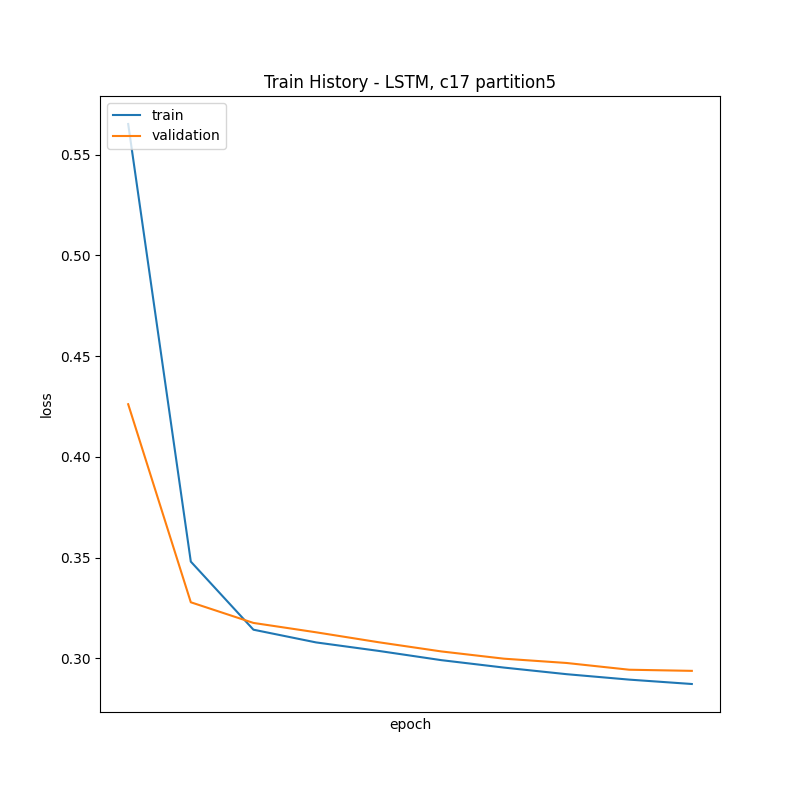 Train History - LSTM, c17 partition5
train
validation
0.55
0.50
0.45
0.40
0.35
0.30
loss
epoch